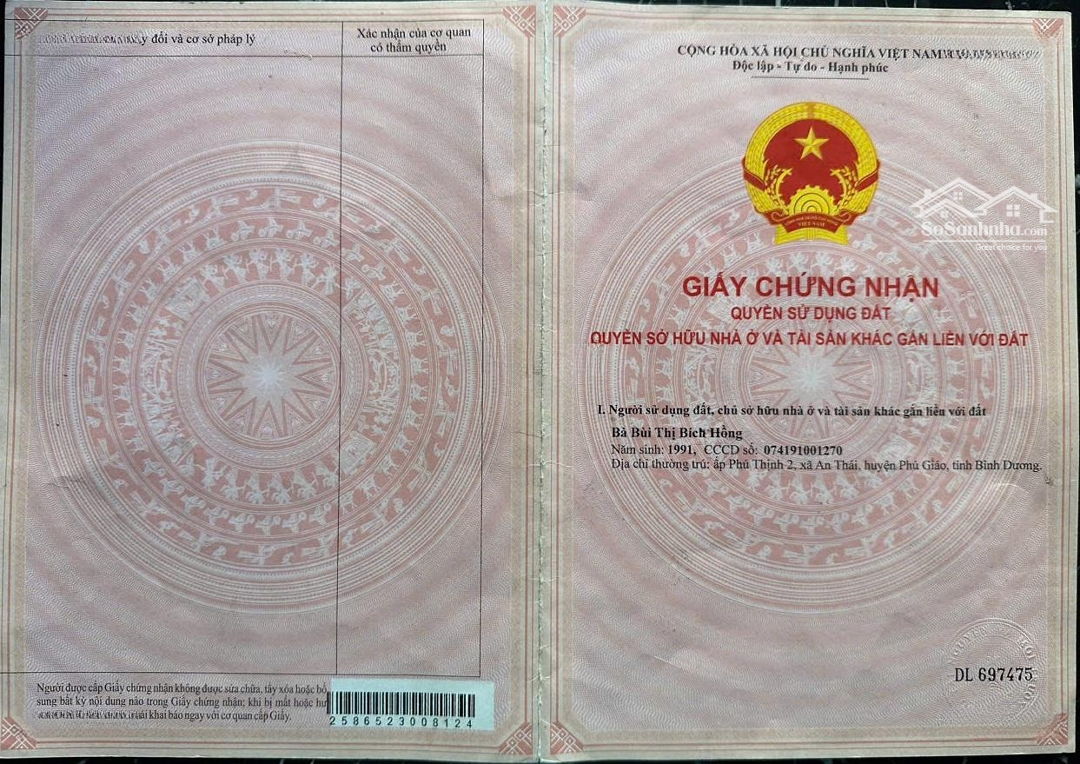 y đổi và cơ sở pháp lý
Xác nhận của cơ quan
có thẩm quyền
Người được cấp Giấy chứng nhận không được sửa chữa, tẩy xóa hoặc bổ
sung bất kỳ nội dung nào trong Giấy chứng nhận; khi bị mất hoặc hư
khai báo ngay với cơ quan cấp Giấy.
2586523008124
CỘNG HÒA XÃ HỘI CHỦ NGHĨA VIỆT NAM
Độc lập - Tự do - Hạnh phúc
VIỆT NAM
SoSanhnha.com
Good choice for you
GIẤY CHỨNG NHẬN
QUYỀN SỬ DỤNG ĐẤT
QUYỀN SỞ HỮU NHÀ Ở VÀ TÀI SẢN KHÁC GẮN LIỀN VỚI ĐẤT
I. Người sử dụng đất, chủ sở hữu nhà ở và tài sản khác gắn liền với đất
Bà Bùi Thị Bích Hồng
Năm sinh: 1991, CCCD số: 074191001270
Địa chỉ thường trú: ấp Phú Thịnh 2, xã An Thái, huyện Phú Giáo, tỉnh Bình Dương.
DL 697475